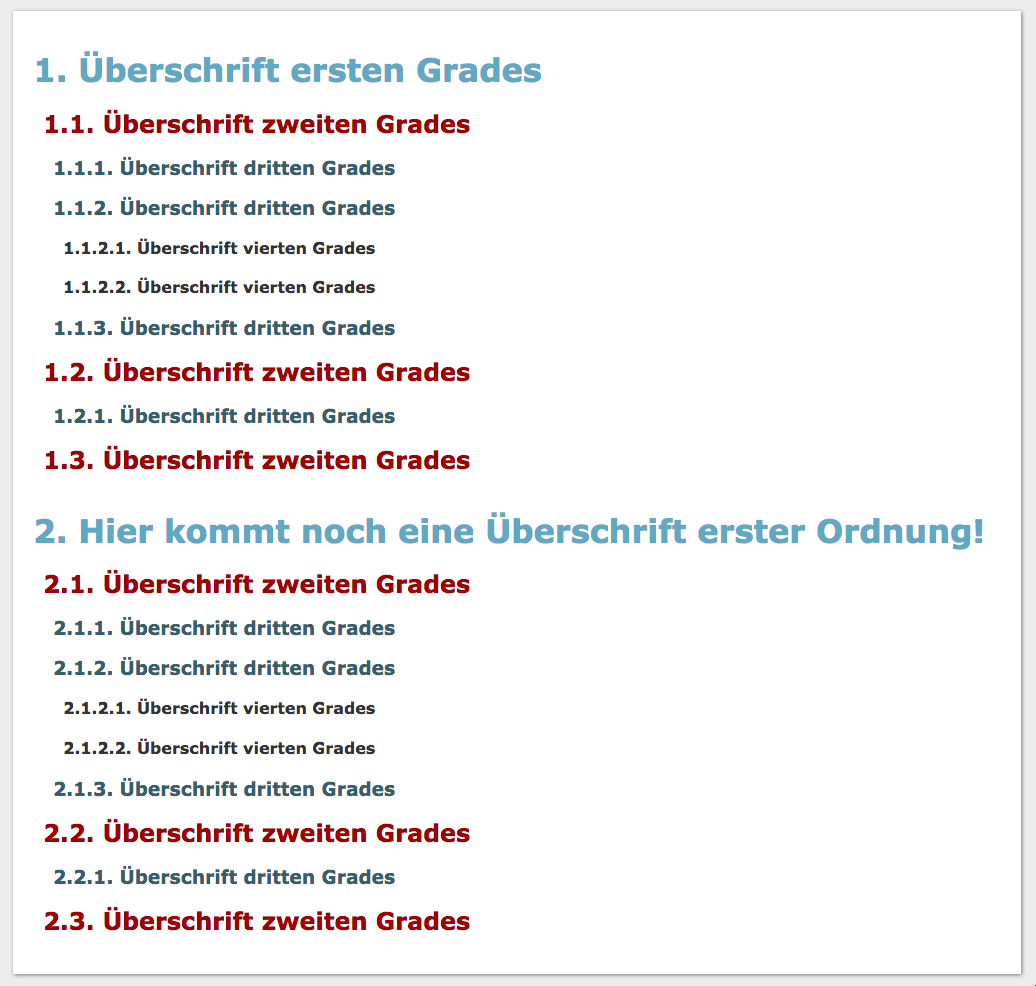 1. Überschrift ersten Grades
1.1. Überschrift zweiten Grades
1.1.1. Überschrift dritten Grades
1.1.2. Überschrift dritten Grades
1.1.2.1. Überschrift vierten Grades
1.1.2.2. Überschrift vierten Grades
1.1.3. Überschrift dritten Grades
1.2. Überschrift zweiten Grades
1.2.1. Überschrift dritten Grades
1.3. Überschrift zweiten Grades
2. Hier kommt noch eine Überschrift erster Ordnung!
2.1. Überschrift zweiten Grades
2.1.1. Überschrift dritten Grades
2.1.2. Überschrift dritten Grades
2.1.2.1. Überschrift vierten Grades
2.1.2.2. Überschrift vierten Grades
2.1.3. Überschrift dritten Grades
2.2. Überschrift zweiten Grades
2.2.1. Überschrift dritten Grades
2.3. Überschrift zweiten Grades